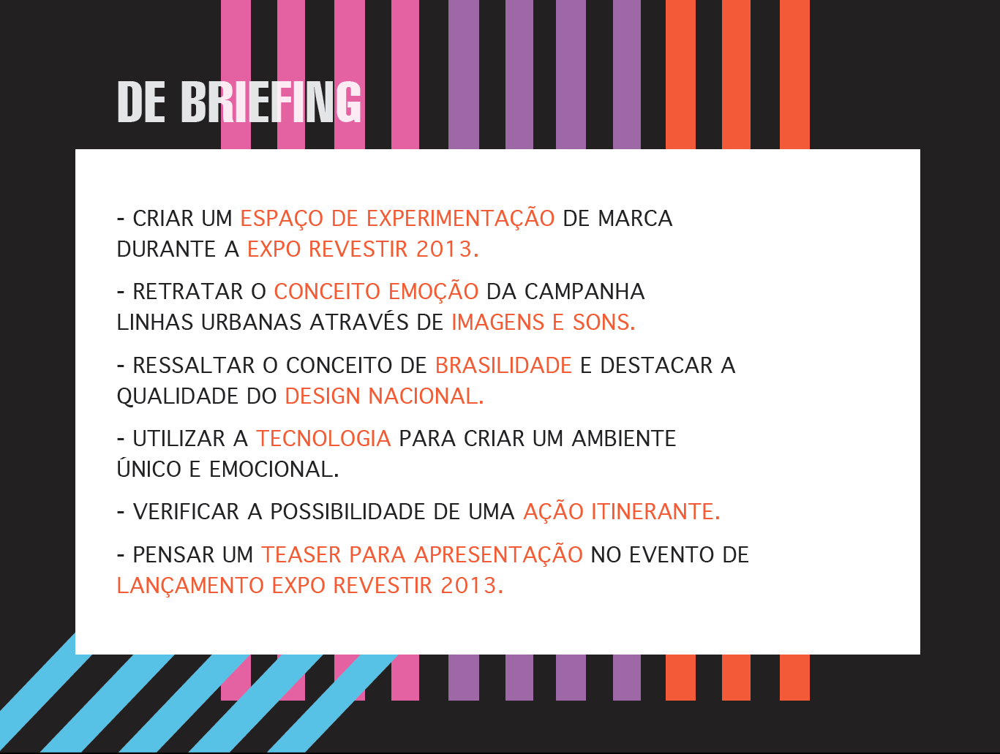 DE BRIEFING
- CRIAR UM ESPAÇO DE EXPERIMENTAÇÃO DE MARCA
DURANTE A EXPO REVESTIR 2013.
- RETRATAR O CONCEITO EMOÇÃO DA CAMPANHA
LINHAS URBANAS ATRAVÉS DE IMAGENS E SONS.
- RESSALTAR O CONCEITO DE BRASILIDADE E DESTACAR A
QUALIDADE DO DESIGN NACIONAL.
- UTILIZAR A TECNOLOGIA PARA CRIAR UM AMBIENTE
ÚNICO E EMOCIONAL.
- VERIFICAR A POSSIBILIDADE DE UMA AÇÃO ITINERANTE.
- PENSAR UM TEASER PARA APRESENTAÇÃO NO EVENTO DE
LANÇAMENTO EXPO REVESTIR 2013.